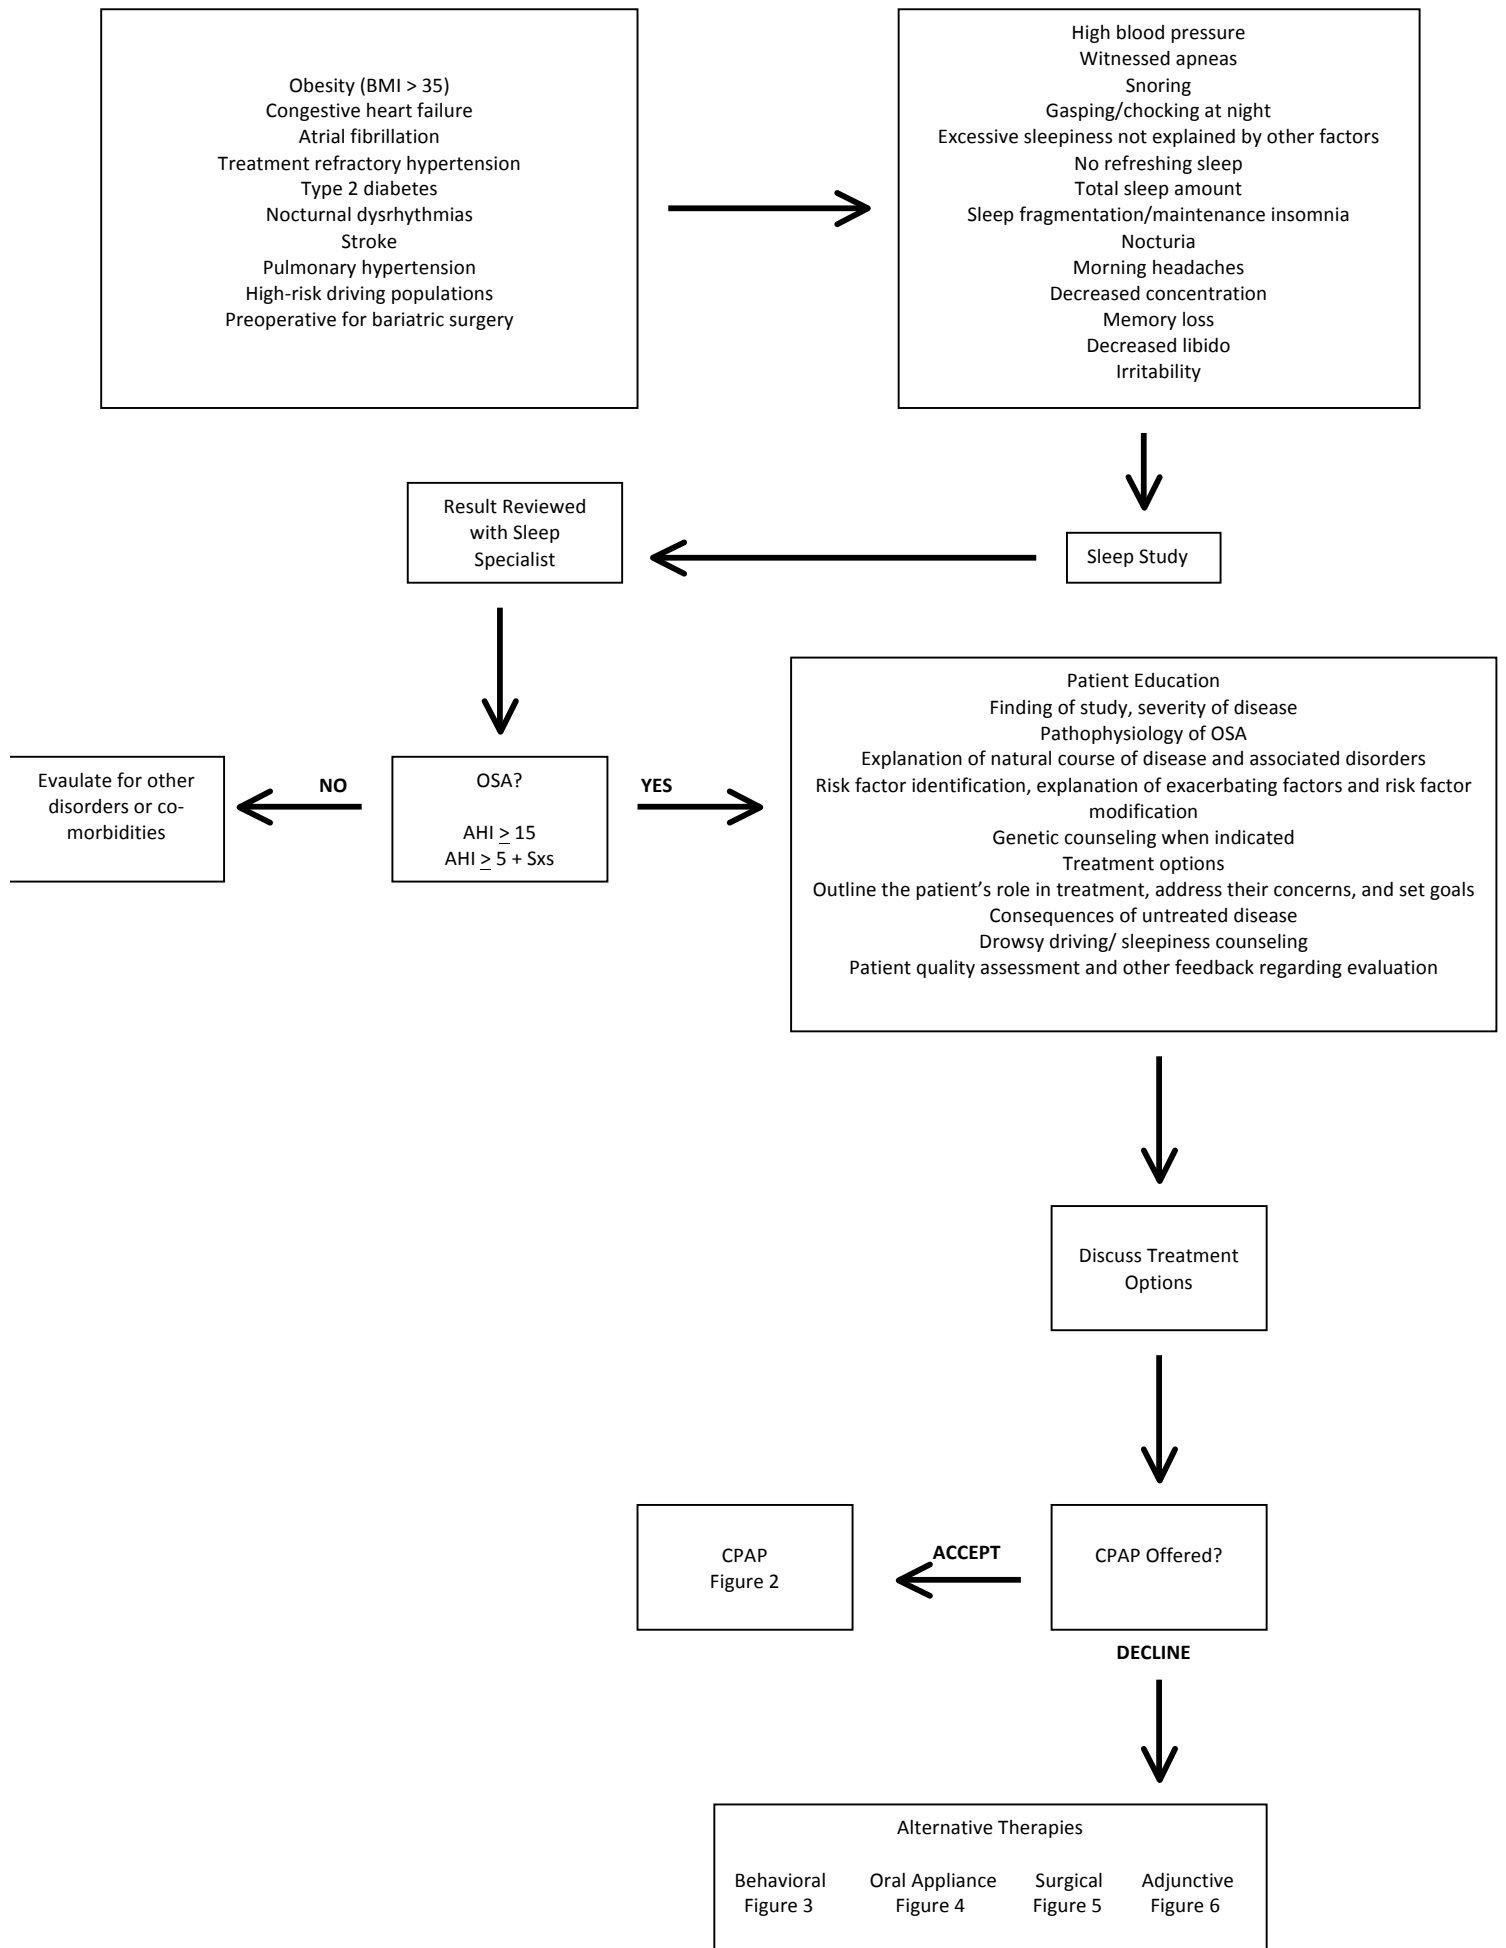 Obesity (BMI > 35)
Congestive heart failure
Atrial fibrillation
Treatment refractory hypertension
Type 2 diabetes
Nocturnal dysrhythmias
Stroke
Pulmonary hypertension
High-risk driving populations
Preoperative for bariatric surgery
High blood pressure
Witnessed apneas
Snoring
Gasping/chocking at night
Excessive sleepiness not explained by other factors
No refreshing sleep
Total sleep amount
Sleep fragmentation/maintenance insomnia
Nocturia
Morning headaches
Decreased concentration
Memory loss
Decreased libido
Irritability
Sleep Study
Result Reviewed
with Sleep
Specialist
OSA?
AHI ≥ 15
AHI ≥ 5 + Sxs
NO
Evaulate for other
disorders or co-
morbidities
YES
Patient Education
Finding of study, severity of disease
Pathophysiology of OSA
Explanation of natural course of disease and associated disorders
Risk factor identification, explanation of exacerbating factors and risk factor
modification
Genetic counseling when indicated
Treatment options
Outline the patient’s role in treatment, address their concerns, and set goals
Consequences of untreated disease
Drowsy driving/ sleepiness counseling
Patient quality assessment and other feedback regarding evaluation
Discuss Treatment
Options
CPAP Offered?
ACCEPT
CPAP
Figure 2
DECLINE
Alternative Therapies
Behavioral Oral Appliance Surgical Adjunctive
Figure 3 Figure 4 Figure 5 Figure 6